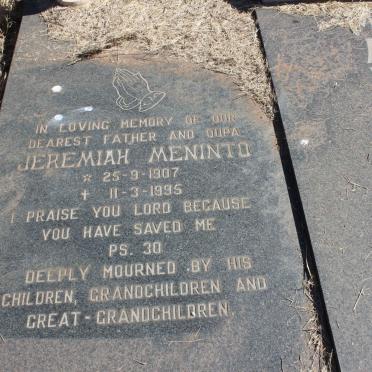 IN LOVING MEMORY OF OUR
DEAREST FATHER AND OUPA
JEREMIAH MENINTO
☆ 25-9-1907
✝ 11-3-1995
I PRAISE YOU LORD BECAUSE
YOU HAVE SAVED ME
PS. 30
DEEPLY MOURNED BY HIS
CHILDREN, GRANDCHILDREN AND
GREAT-GRANDCHILDREN.